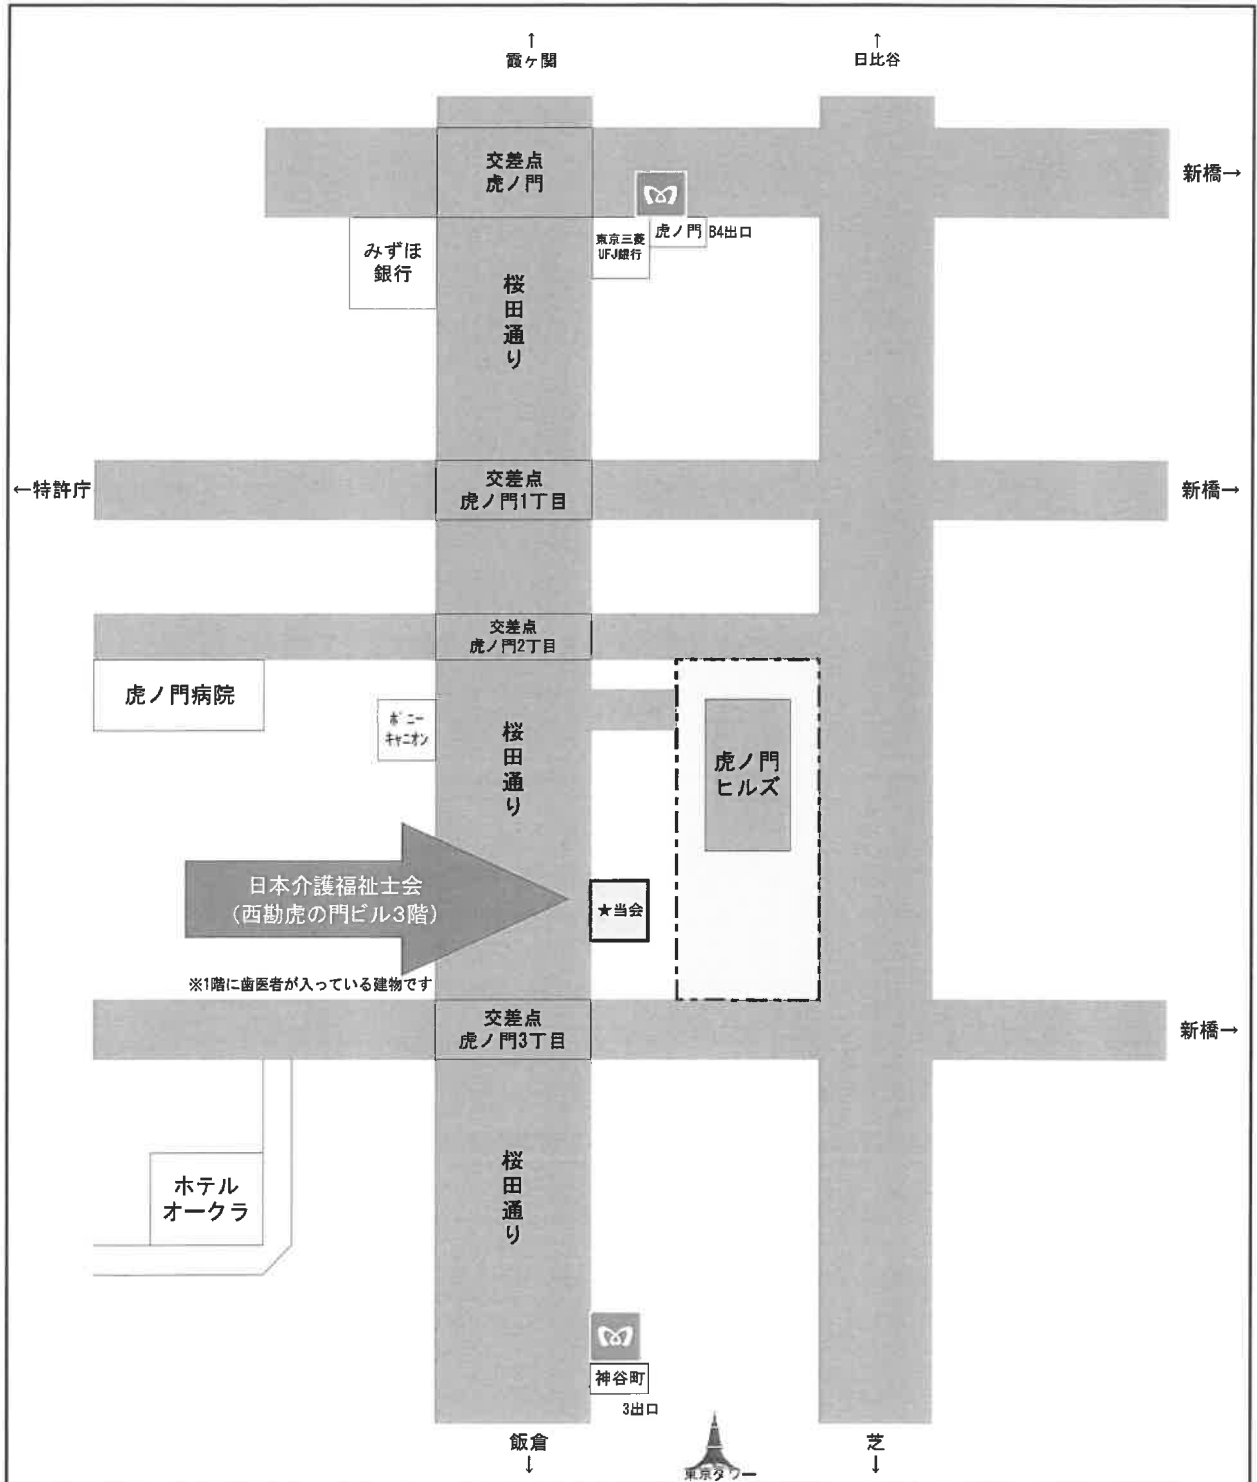 ↑
霞ヶ関
↑
日比谷
交差点
虎ノ門
新橋→
みずほ
銀行
東京三菱
UFJ銀行
虎ノ門
B4出口
桜田通り
←特許庁
交差点
虎ノ門1丁目
新橋→
交差点
虎ノ門2丁目
虎ノ門病院
ポニー
キャニオン
桜田通り
虎ノ門
ヒルズ
日本介護福祉士会
(西勘虎の門ビル3階)
★当会
※1階に歯医者が入っている建物です
交差点
虎ノ門3丁目
新橋→
ホテル
オークラ
桜田通り
神谷町
3出口
飯倉
↓
東京タワー
芝
↓